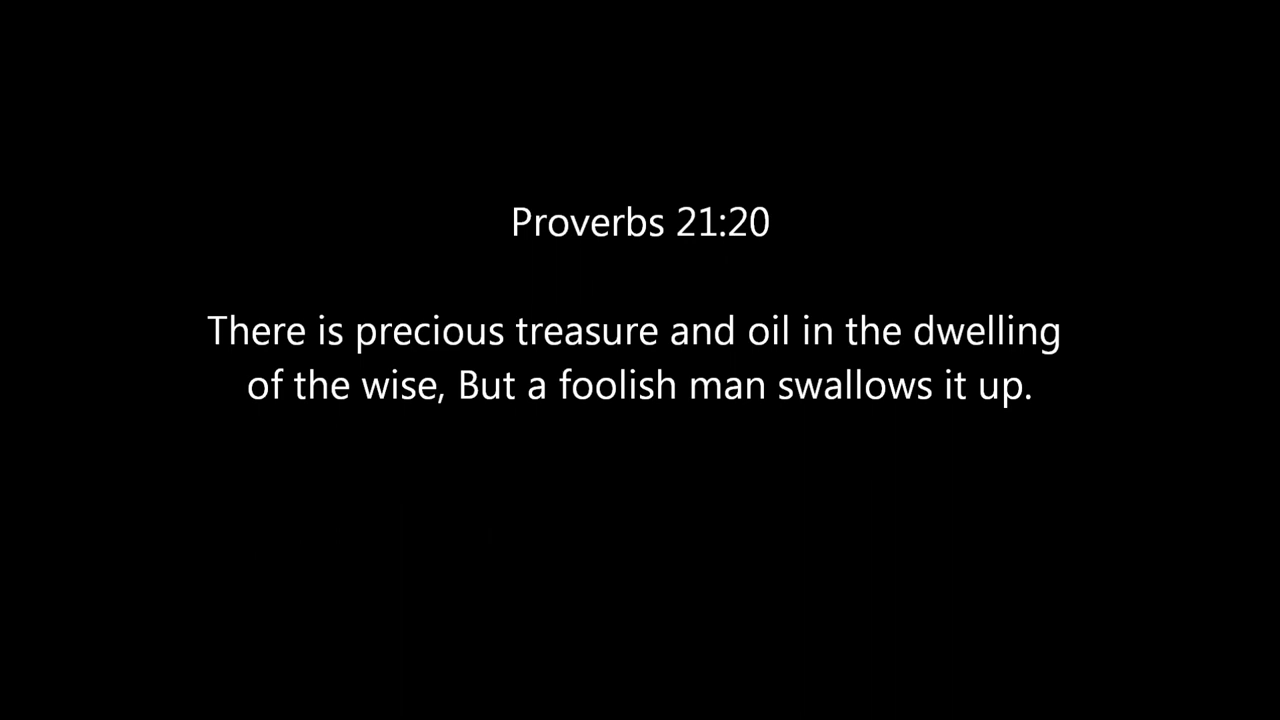 Proverbs 21:20
There is precious treasure and oil in the dwelling
of the wise, But a foolish man swallows it up.